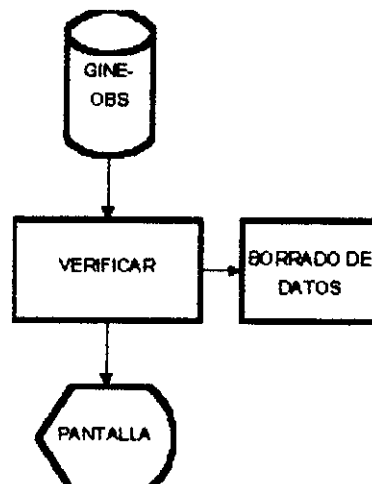 GINE-
OBS
VERIFICAR
BORRADO DE
DATOS
PANTALLA